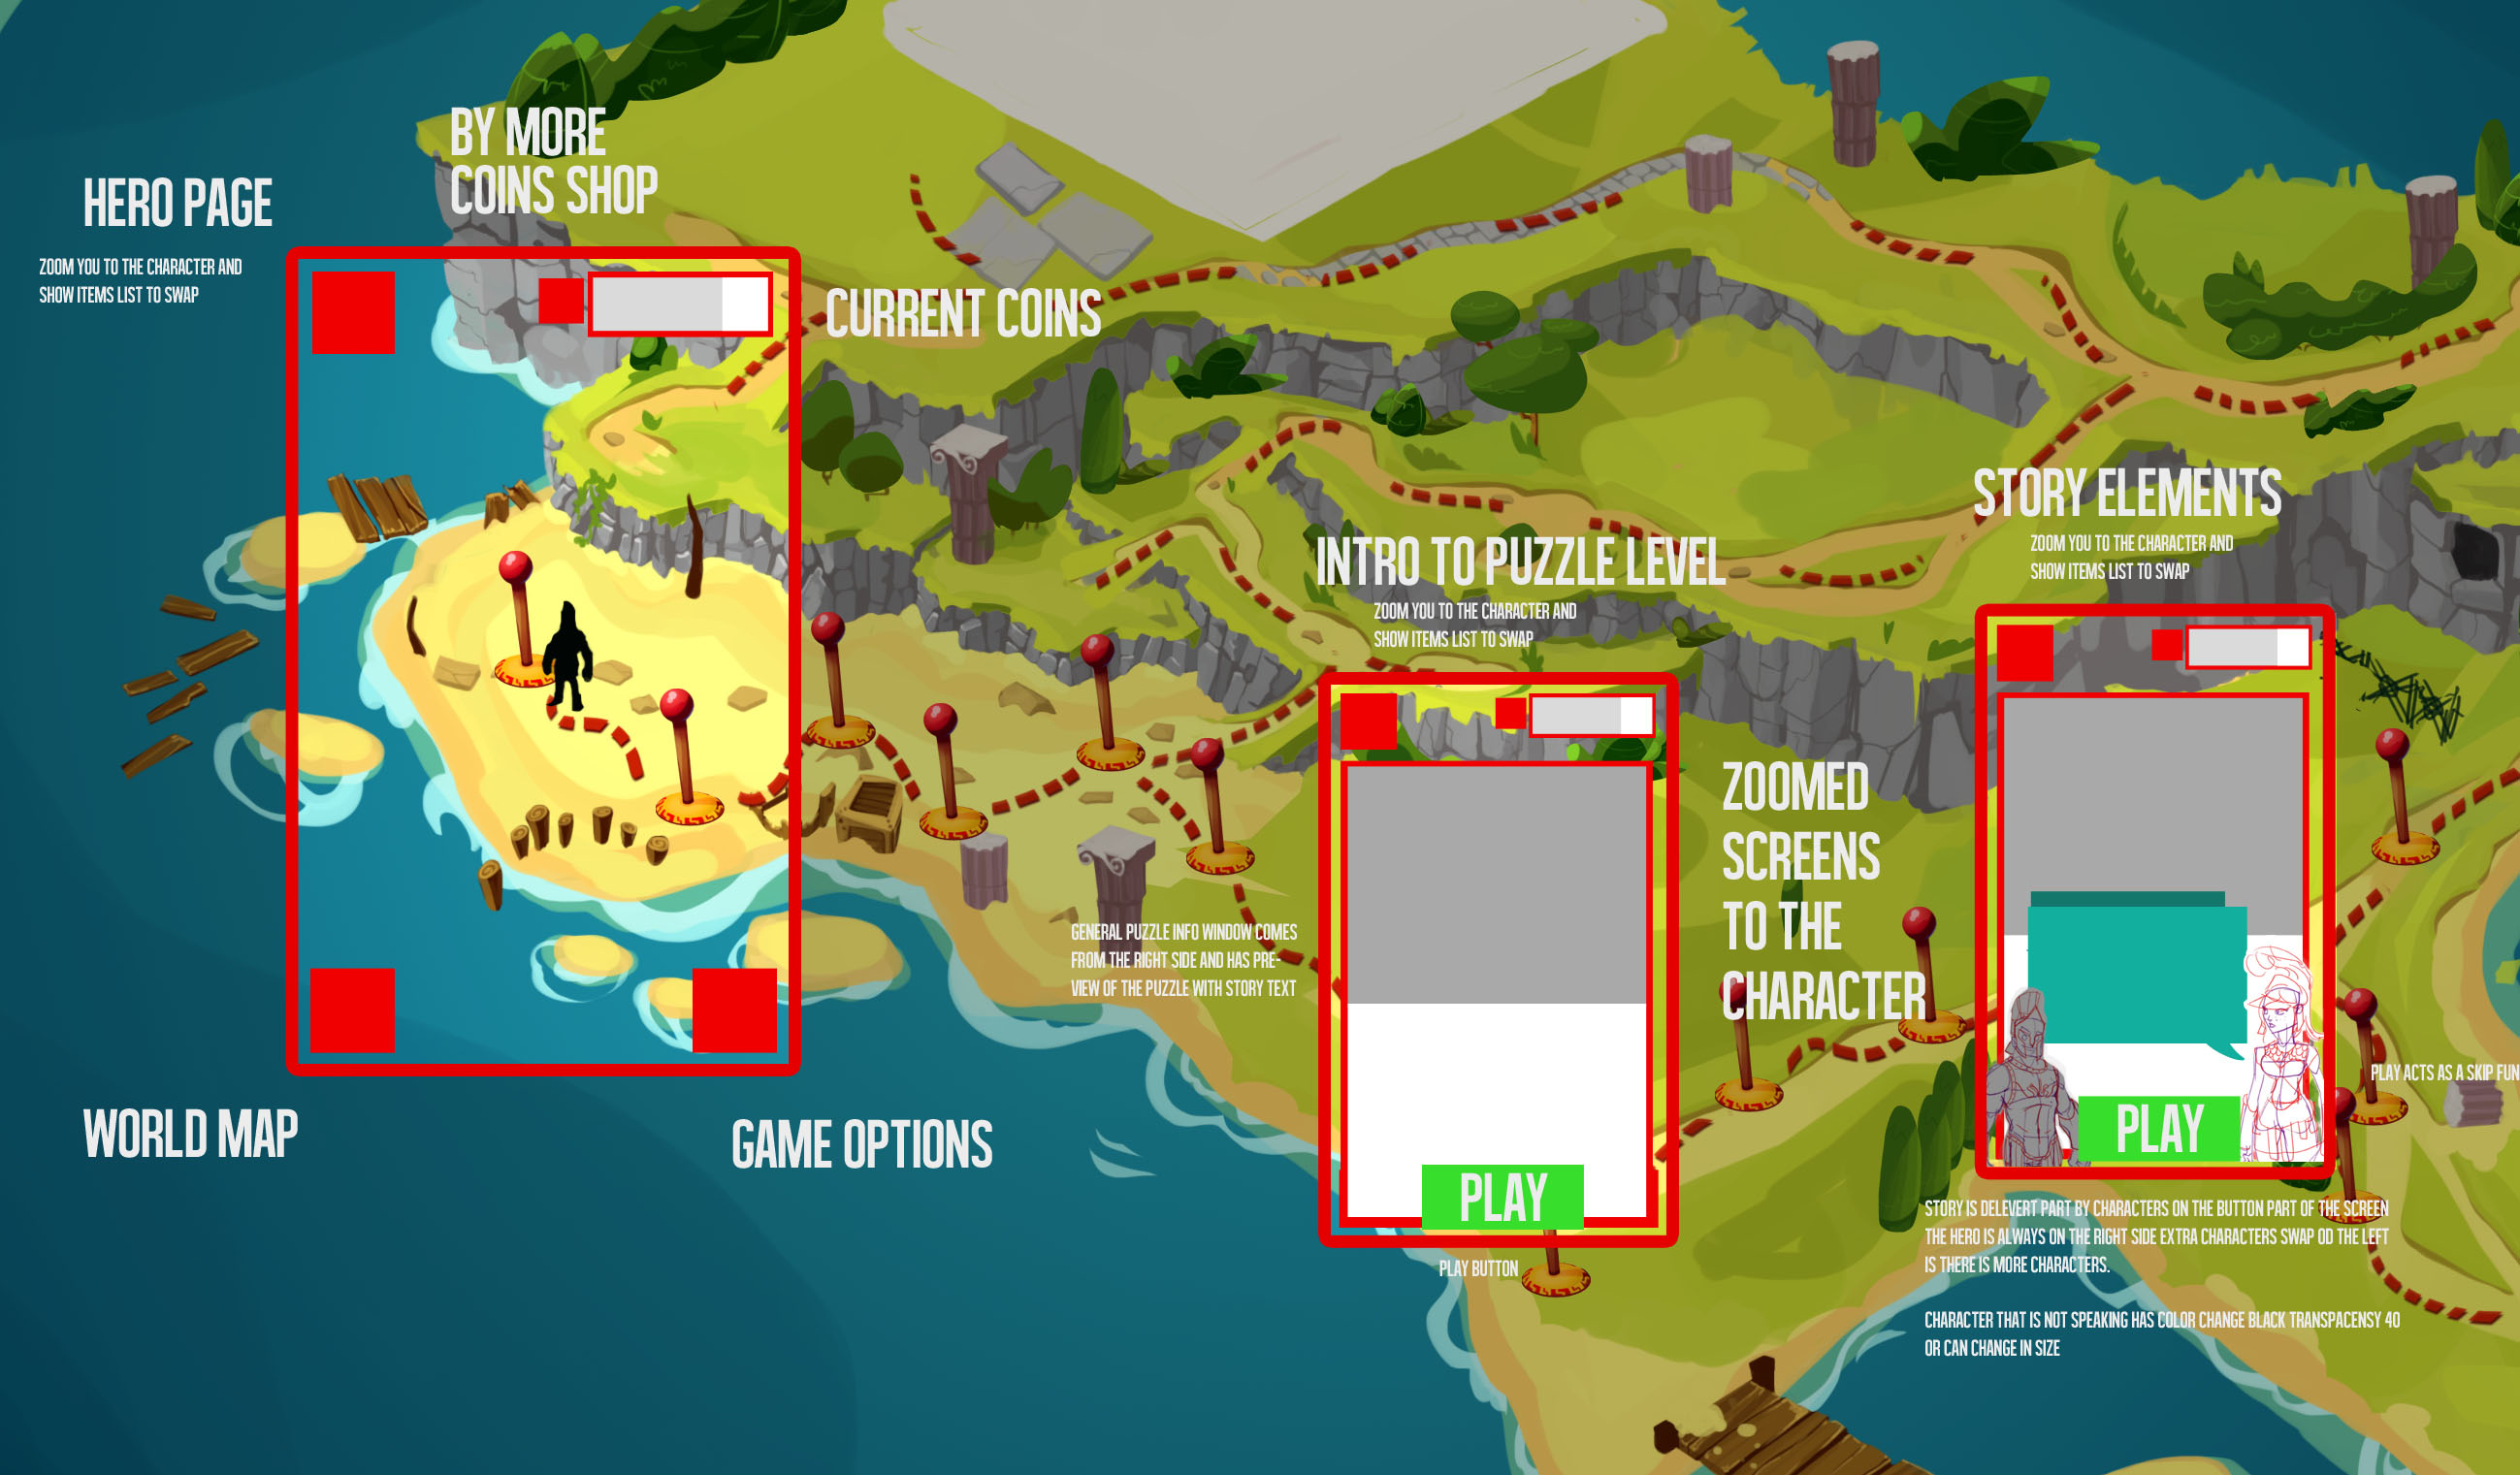 BY MORE
COINS SHOP
HERO PAGE
ZOOM YOU TO THE CHARACTER AND
SHOW ITEMS LIST TO SWAP
CURRENT COINS
WORLD MAP
GAME OPTIONS
INTRO TO PUZZLE LEVEL
ZOOM YOU TO THE CHARACTER AND
SHOW ITEMS LIST TO SWAP
GENERAL PUZZLE INFO WINDOW COMES
FROM THE RIGHT SIDE AND HAS PRE-
VIEW OF THE PUZZLE WITH STORY TEXT
PLAY
PLAY BUTTON
ZOOMED
SCREENS
TO THE
CHARACTER
STORY ELEMENTS
ZOOM YOU TO THE CHARACTER AND
SHOW ITEMS LIST TO SWAP
PLAY
PLAY ACTS AS A SKIP FUN
STORY IS DELEVERT PART BY CHARACTERS ON THE BUTTON PART OF THE SCREEN
THE HERO IS ALWAYS ON THE RIGHT SIDE EXTRA CHARACTERS SWAP OD THE LEFT
IS THERE IS MORE CHARACTERS.
CHARACTER THAT IS NOT SPEAKING HAS COLOR CHANGE BLACK TRANSPACENSY 40
OR CAN CHANGE IN SIZE